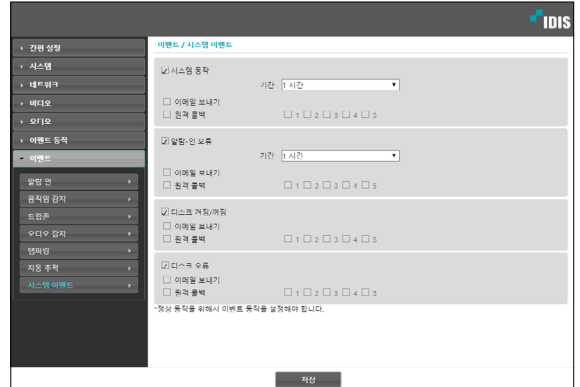 IDIS
간편 설정
시스템
네트워크
비디오
오디오
이벤트 동작
이벤트
알람 인
움직임 감지
트립존
오디오 감지
탬퍼링
자동 추적
시스템 이벤트
이벤트 / 시스템 이벤트
시스템 동작
기간 1 시간
이메일 보내기
원격 콜백 1 2 3 4 5
알람-인 오류
기간 1 시간
이메일 보내기
원격 콜백 1 2 3 4 5
디스크 켜짐/꺼짐
이메일 보내기
원격 콜백 1 2 3 4 5
디스크 오류
이메일 보내기
원격 콜백 1 2 3 4 5
*정상 동작을 위해서 이벤트 동작을 설정해야 합니다.
저장